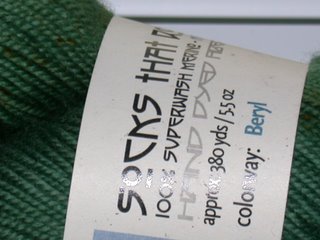 SOCKS THAT
100% SUPERWASH MERINO
HAND DYED
approx 380 yds / 5.5 oz
colorway: Beryl